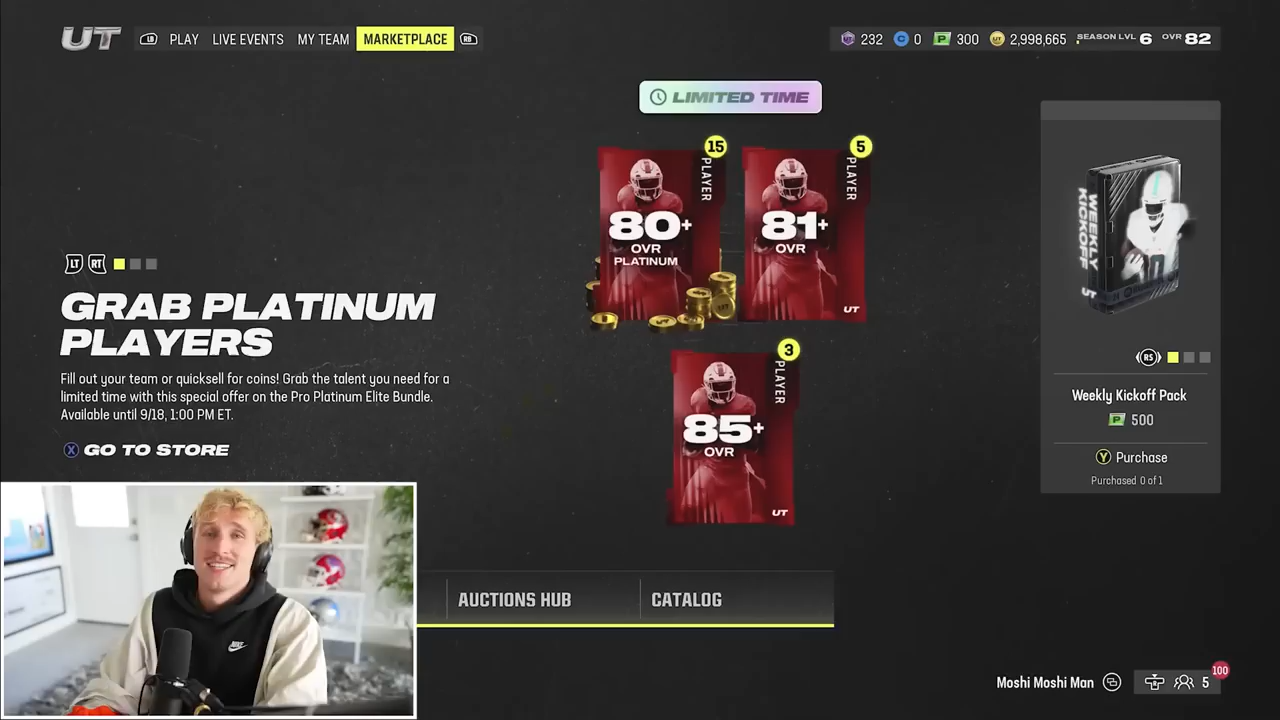 UT
LB PLAY LIVE EVENTS MY TEAM MARKETPLACE RB
UT 232 C 0 P 300 UT 2,998,665 SEASON LVL 6 OVR 82
LIMITED TIME
15
PLAYER
80+
OVR
PLATINUM
5
PLAYER
81+
OVR
UT
3
PLAYER
85+
OVR
UT
LT RT
GRAB PLATINUM
PLAYERS
Fill out your team or quicksell for coins! Grab the talent you need for a
limited time with this special offer on the Pro Platinum Elite Bundle.
Available until 9/18, 1:00 PM ET.
X GO TO STORE
WEEKLY
KICKOFF
UT
RS
Weekly Kickoff Pack
P 500
Y Purchase
Purchased 0 of 1
AUCTIONS HUB
CATALOG
Moshi Moshi Man
5
100